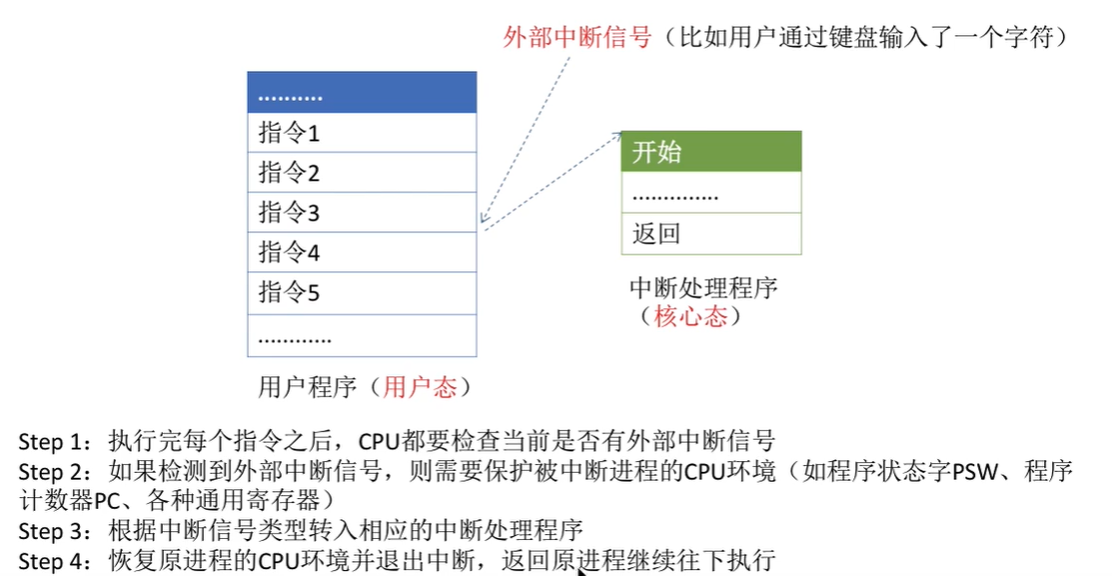 外部中断信号（比如用户通过键盘输入了一个字符）
..........
指令1
指令2
指令3
指令4
指令5
............
用户程序（用户态）
开始
..............
返回
中断处理程序
（核心态）
Step 1：执行完每个指令之后，CPU都要检查当前是否有外部中断信号
Step 2：如果检测到外部中断信号，则需要保护被中断进程的CPU环境（如程序状态字PSW、程序
计数器PC、各种通用寄存器）
Step 3：根据中断信号类型转入相应的中断处理程序
Step 4：恢复原进程的CPU环境并退出中断，返回原进程继续往下执行